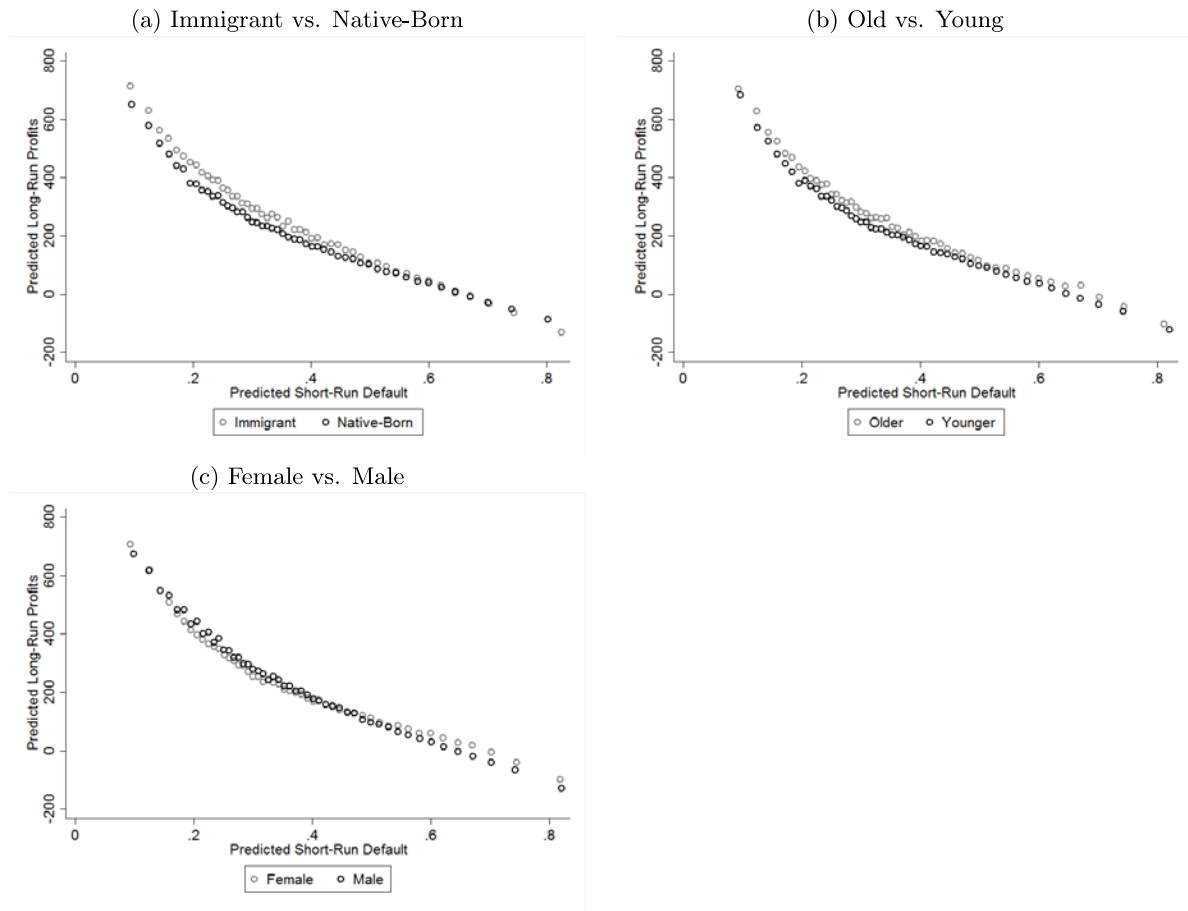 (a) Immigrant vs. Native-Born
Predicted Long-Run Profits
800
600
400
200
0
-200
0 .2 .4 .6 .8
Predicted Short-Run Default
Immigrant Native-Born
(b) Old vs. Young
Predicted Long-Run Profits
800
600
400
200
0
-200
0 .2 .4 .6 .8
Predicted Short-Run Default
Older Younger
(c) Female vs. Male
Predicted Long-Run Profits
800
600
400
200
0
-200
0 .2 .4 .6 .8
Predicted Short-Run Default
Female Male